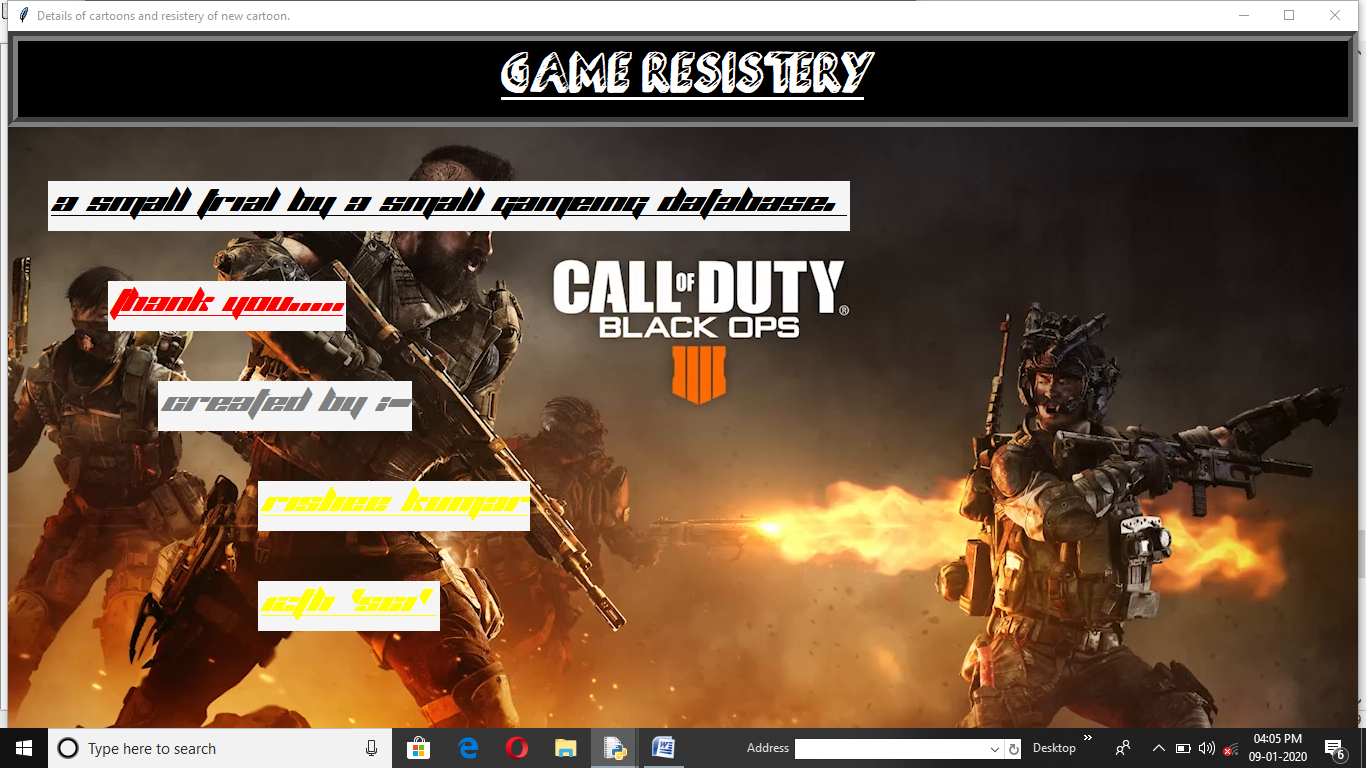 Details of cartoons and resistery of new cartoon.
GAME RESISTERY
a small trial by a small gameing database.
thank you.....
CALL OF DUTY®
BLACK OPS
IIII
created by :-
rishee kumar
'sci'
Type here to search
Address
Desktop
»
04:05 PM
09-01-2020
6